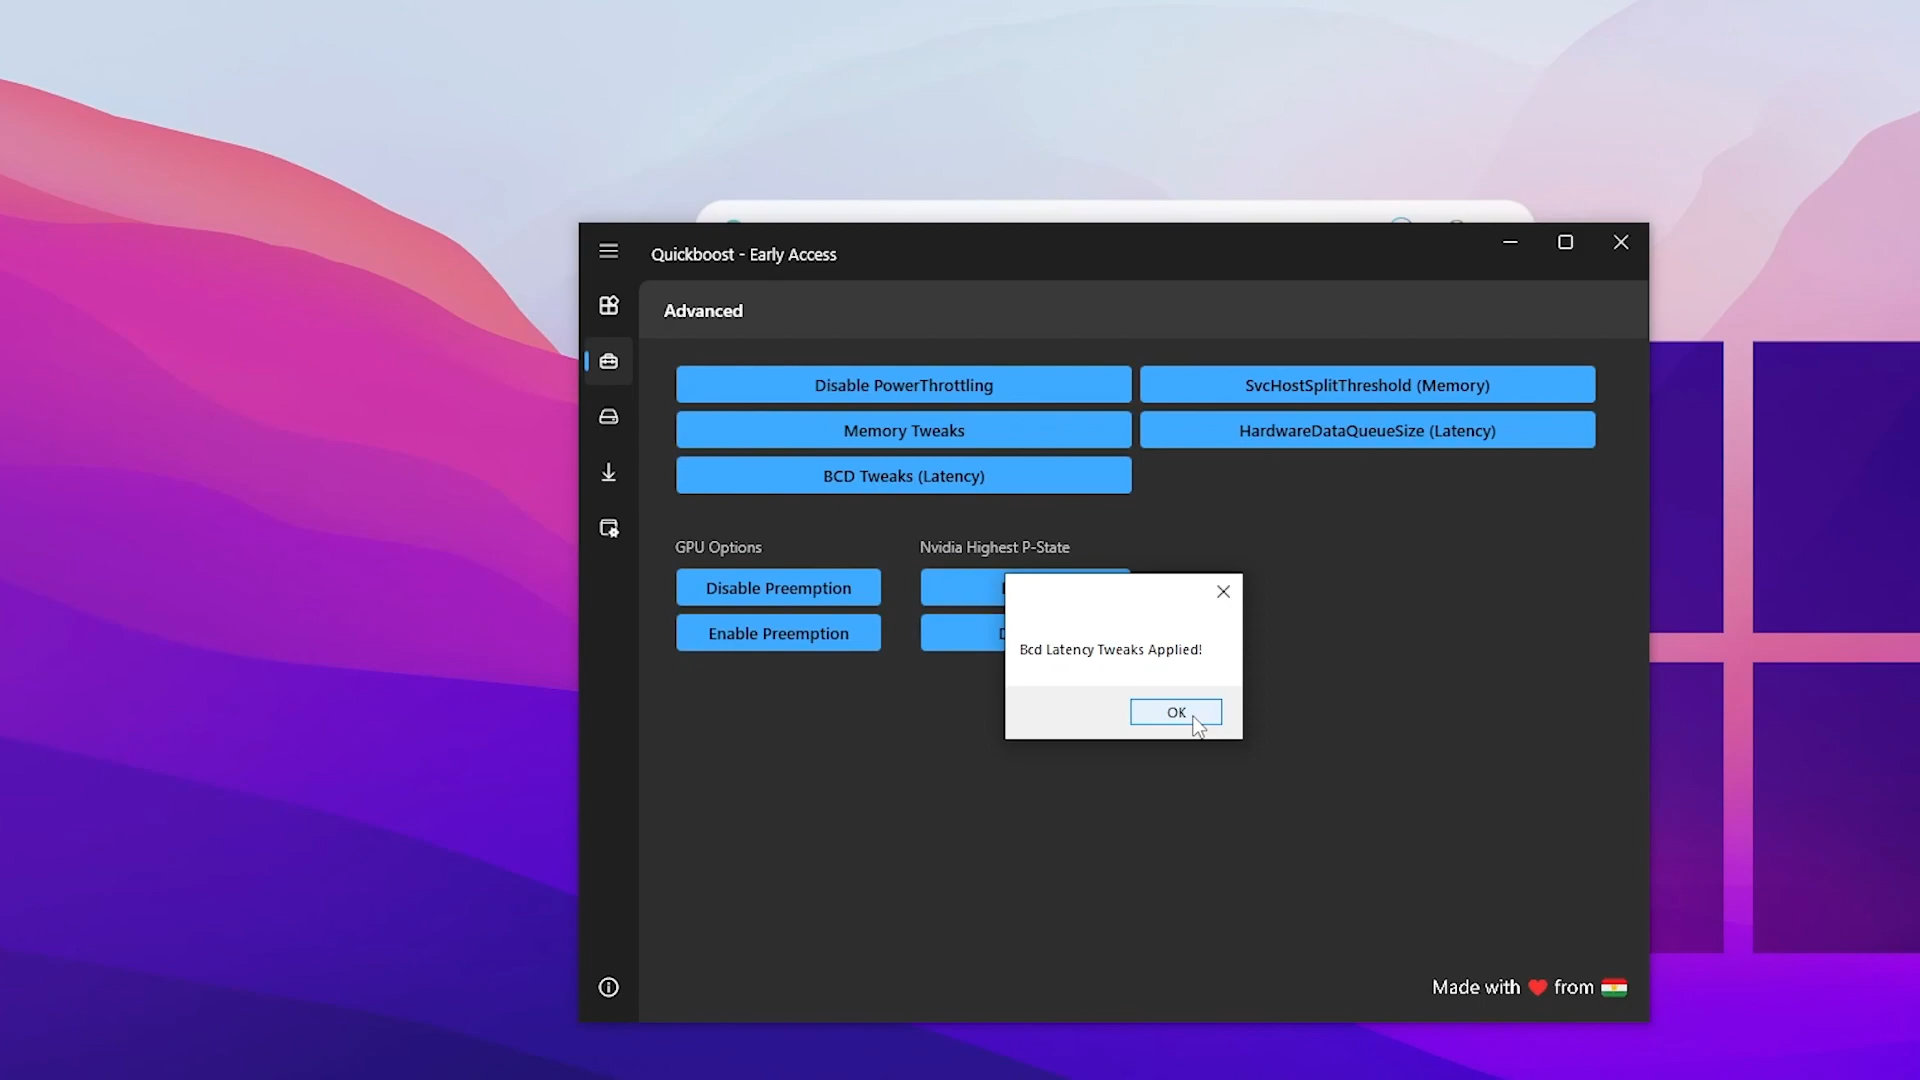 Quickboost - Early Access
Advanced
Disable PowerThrottling
SvcHostSplitThreshold (Memory)
Memory Tweaks
HardwareDataQueueSize (Latency)
BCD Tweaks (Latency)
GPU Options
Nvidia Highest P-State
Disable Preemption
Enable Preemption
Bcd Latency Tweaks Applied!
OK
Made with ❤ from